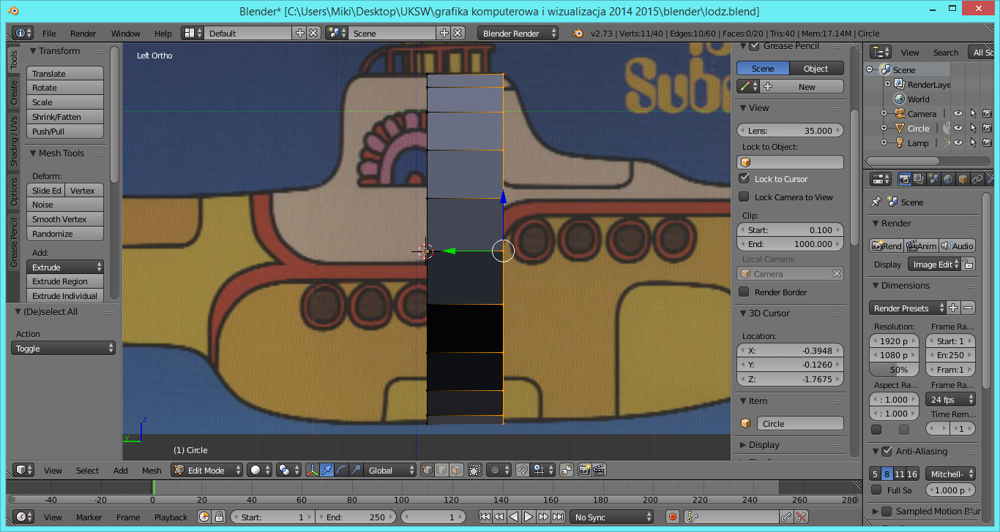 Blender* [C:\Users\Miki\Desktop\UKSW\grafika komputerowa i wizualizacja 2014 2015\blender\lodz.blend]
File Render Window Help Default Scene Blender Render v2.73 | Verts:11/40 | Edges:10/60 | Faces:0/20 | Tris:40 | Mem:17.14M | Circle
Tools
Create
Shading / UVs
Options
Grease Pencil
Transform
Translate
Rotate
Scale
Shrink/Fatten
Push/Pull
Mesh Tools
Deform:
Slide Ed Vertex
Noise
Smooth Vertex
Randomize
Add:
Extrude
Extrude Region
Extrude Individual
(De)select All
Action
Toggle
Left Ortho
Sub
z
y
(1) Circle
Grease Pencil
Scene Object
New
View
Lens: 35.000
Lock to Object:
Lock to Cursor
Lock Camera to View
Clip:
Start: 0.100
End: 1000.000
Local Camera:
Camera
Render Border
3D Cursor
Location:
X: -0.3948
Y: -0.1260
Z: -1.7675
Item
Circle
Display
View Search All Sc
Scene
RenderLaye
World
Camera
Circle
Lamp
Scene
Render
Rend Anim Audio
Display Image Edit
Dimensions
Render Presets
Resolution: Frame Ra...
1920 p Start: 1
1080 p En:250
50% Fram:1
Aspect Ra... Frame Ra...
: 1.000 24 fps
: 1.000 Time Rem...
1
Anti-Aliasing
5 8 11 16 Mitchell-
Full Sa 1.000 p
Sampled Motion Blur
View Select Add Mesh Edit Mode Global
-40 -20 0 20 40 60 80 100 120 140 160 180 200 220 240 260 280
View Marker Frame Playback Start: 1 End: 250 1 No Sync